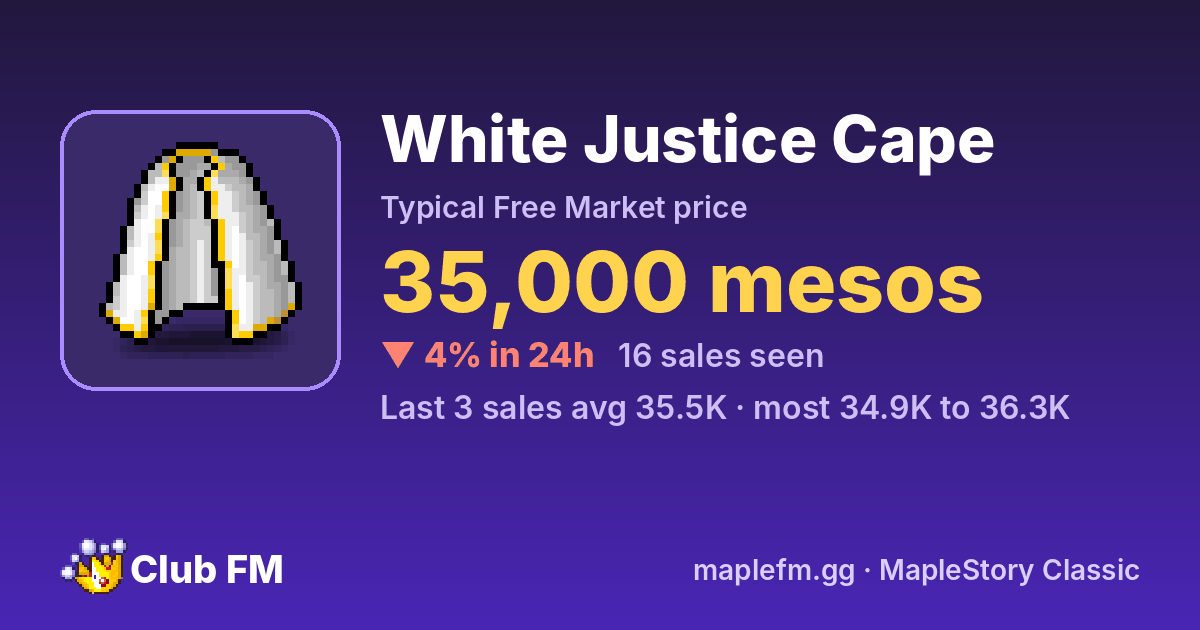 White Justice Cape
Typical Free Market price
35,000 mesos
▼ 4% in 24h 16 sales seen
Last 3 sales avg 35.5K · most 34.9K to 36.3K
Club FM
maplefm.gg · MapleStory Classic